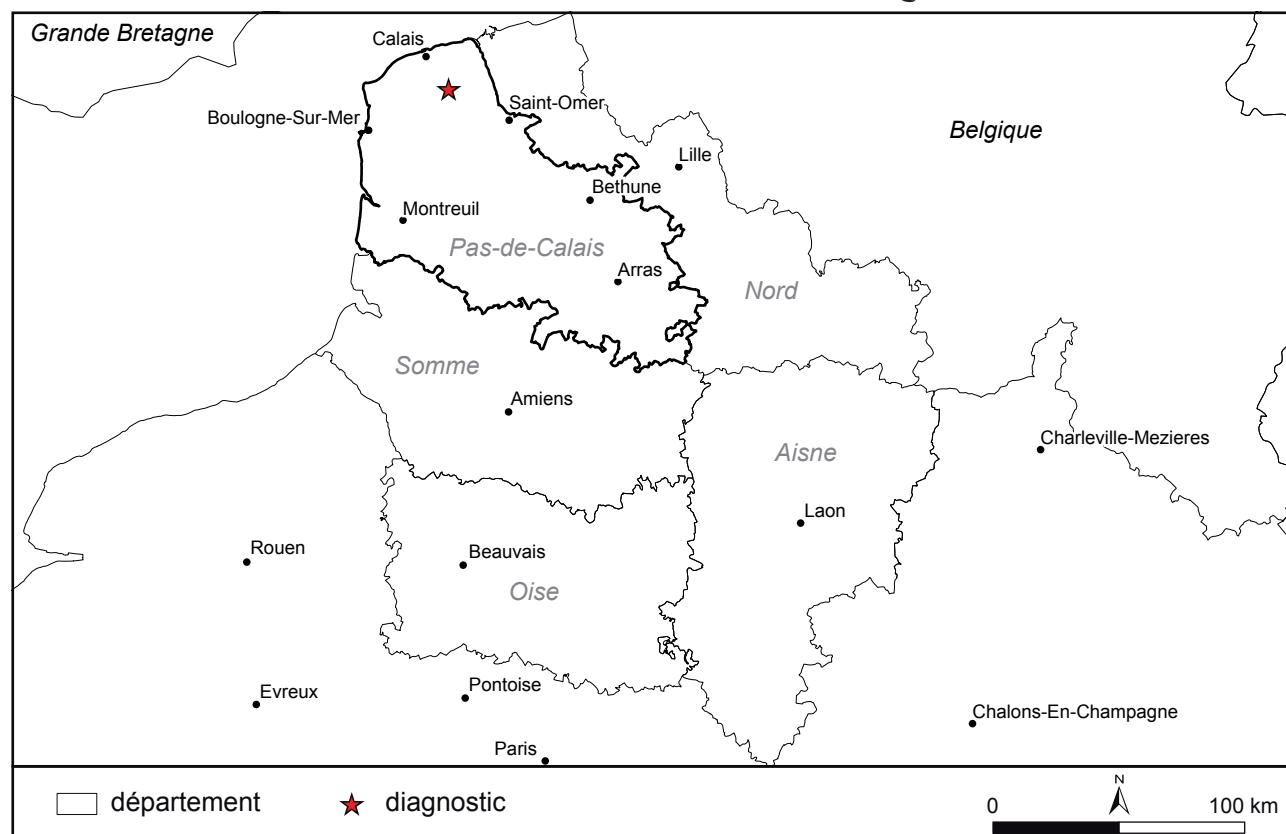 Grande Bretagne
Calais
Saint-Omer
Boulogne-Sur-Mer
Belgique
Lille
Bethune
Montreuil
Pas-de-Calais
Arras
Nord
Somme
Amiens
Charleville-Mezieres
Aisne
Laon
Rouen
Beauvais
Oise
Evreux
Pontoise
Chalons-En-Champagne
Paris
département
diagnostic
N
0 100 km